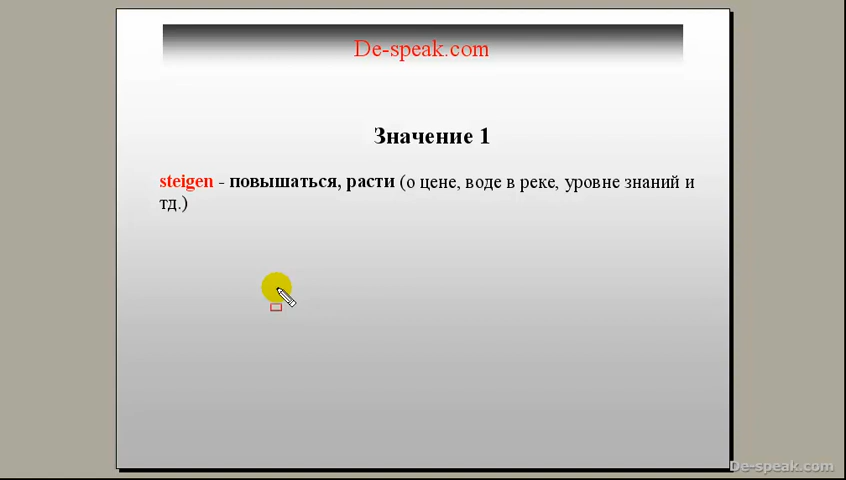 De-speak.com
Значение 1
steigen - повышаться, расти (о цене, воде в реке, уровне знаний и
тд.)
De-speak.com